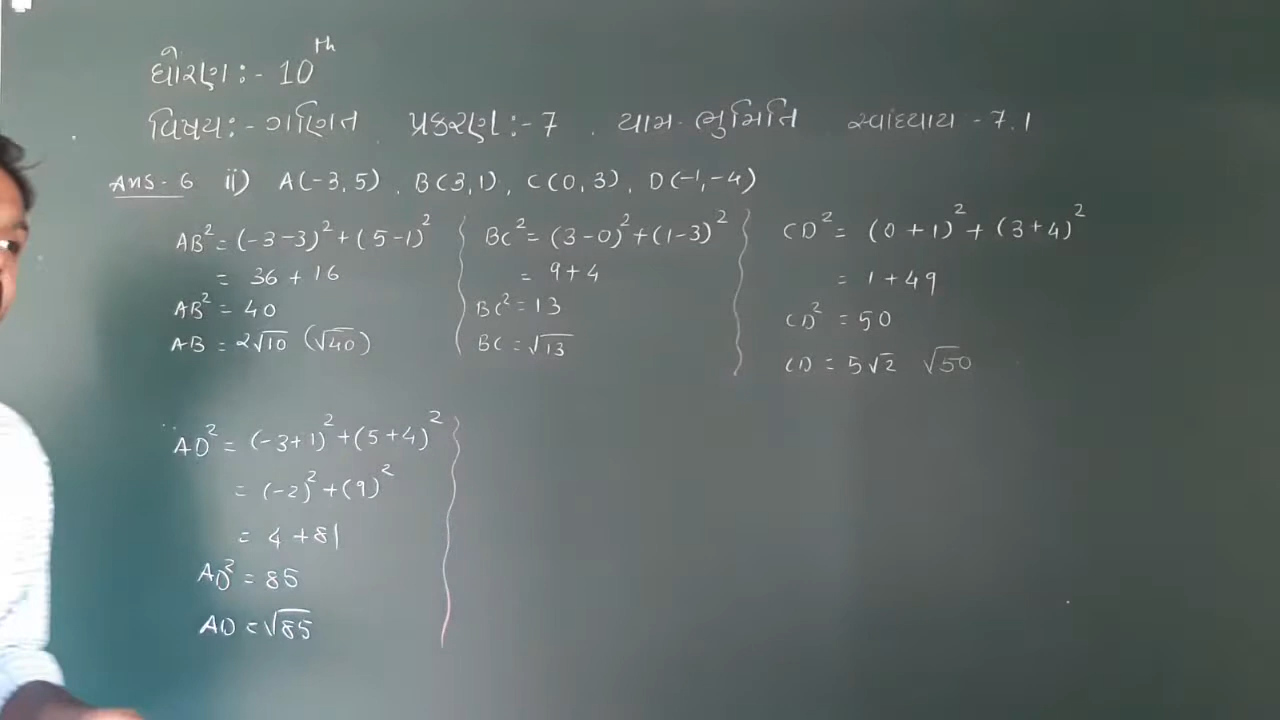 ધોરણ :- 10th
વિષય :- ગણિત પ્રકરણ :- 7 . યામ-ભુમિતિ સ્વાધ્યાય - 7.1
Ans - 6 ii) A(-3, 5) , B(3, 1) , C(0, 3) , D(-1, -4)
AB² = (-3-3)² + (5-1)²
= 36 + 16
AB² = 40
AB = 2√10 (√40)
BC² = (3-0)² + (1-3)²
= 9+4
BC² = 13
BC = √13
CD² = (0+1)² + (3+4)²
= 1 + 49
CD² = 50
CD = 5√2 √50
AD² = (-3+1)² + (5+4)²
= (-2)² + (9)²
= 4 + 81
AD² = 85
AD = √85